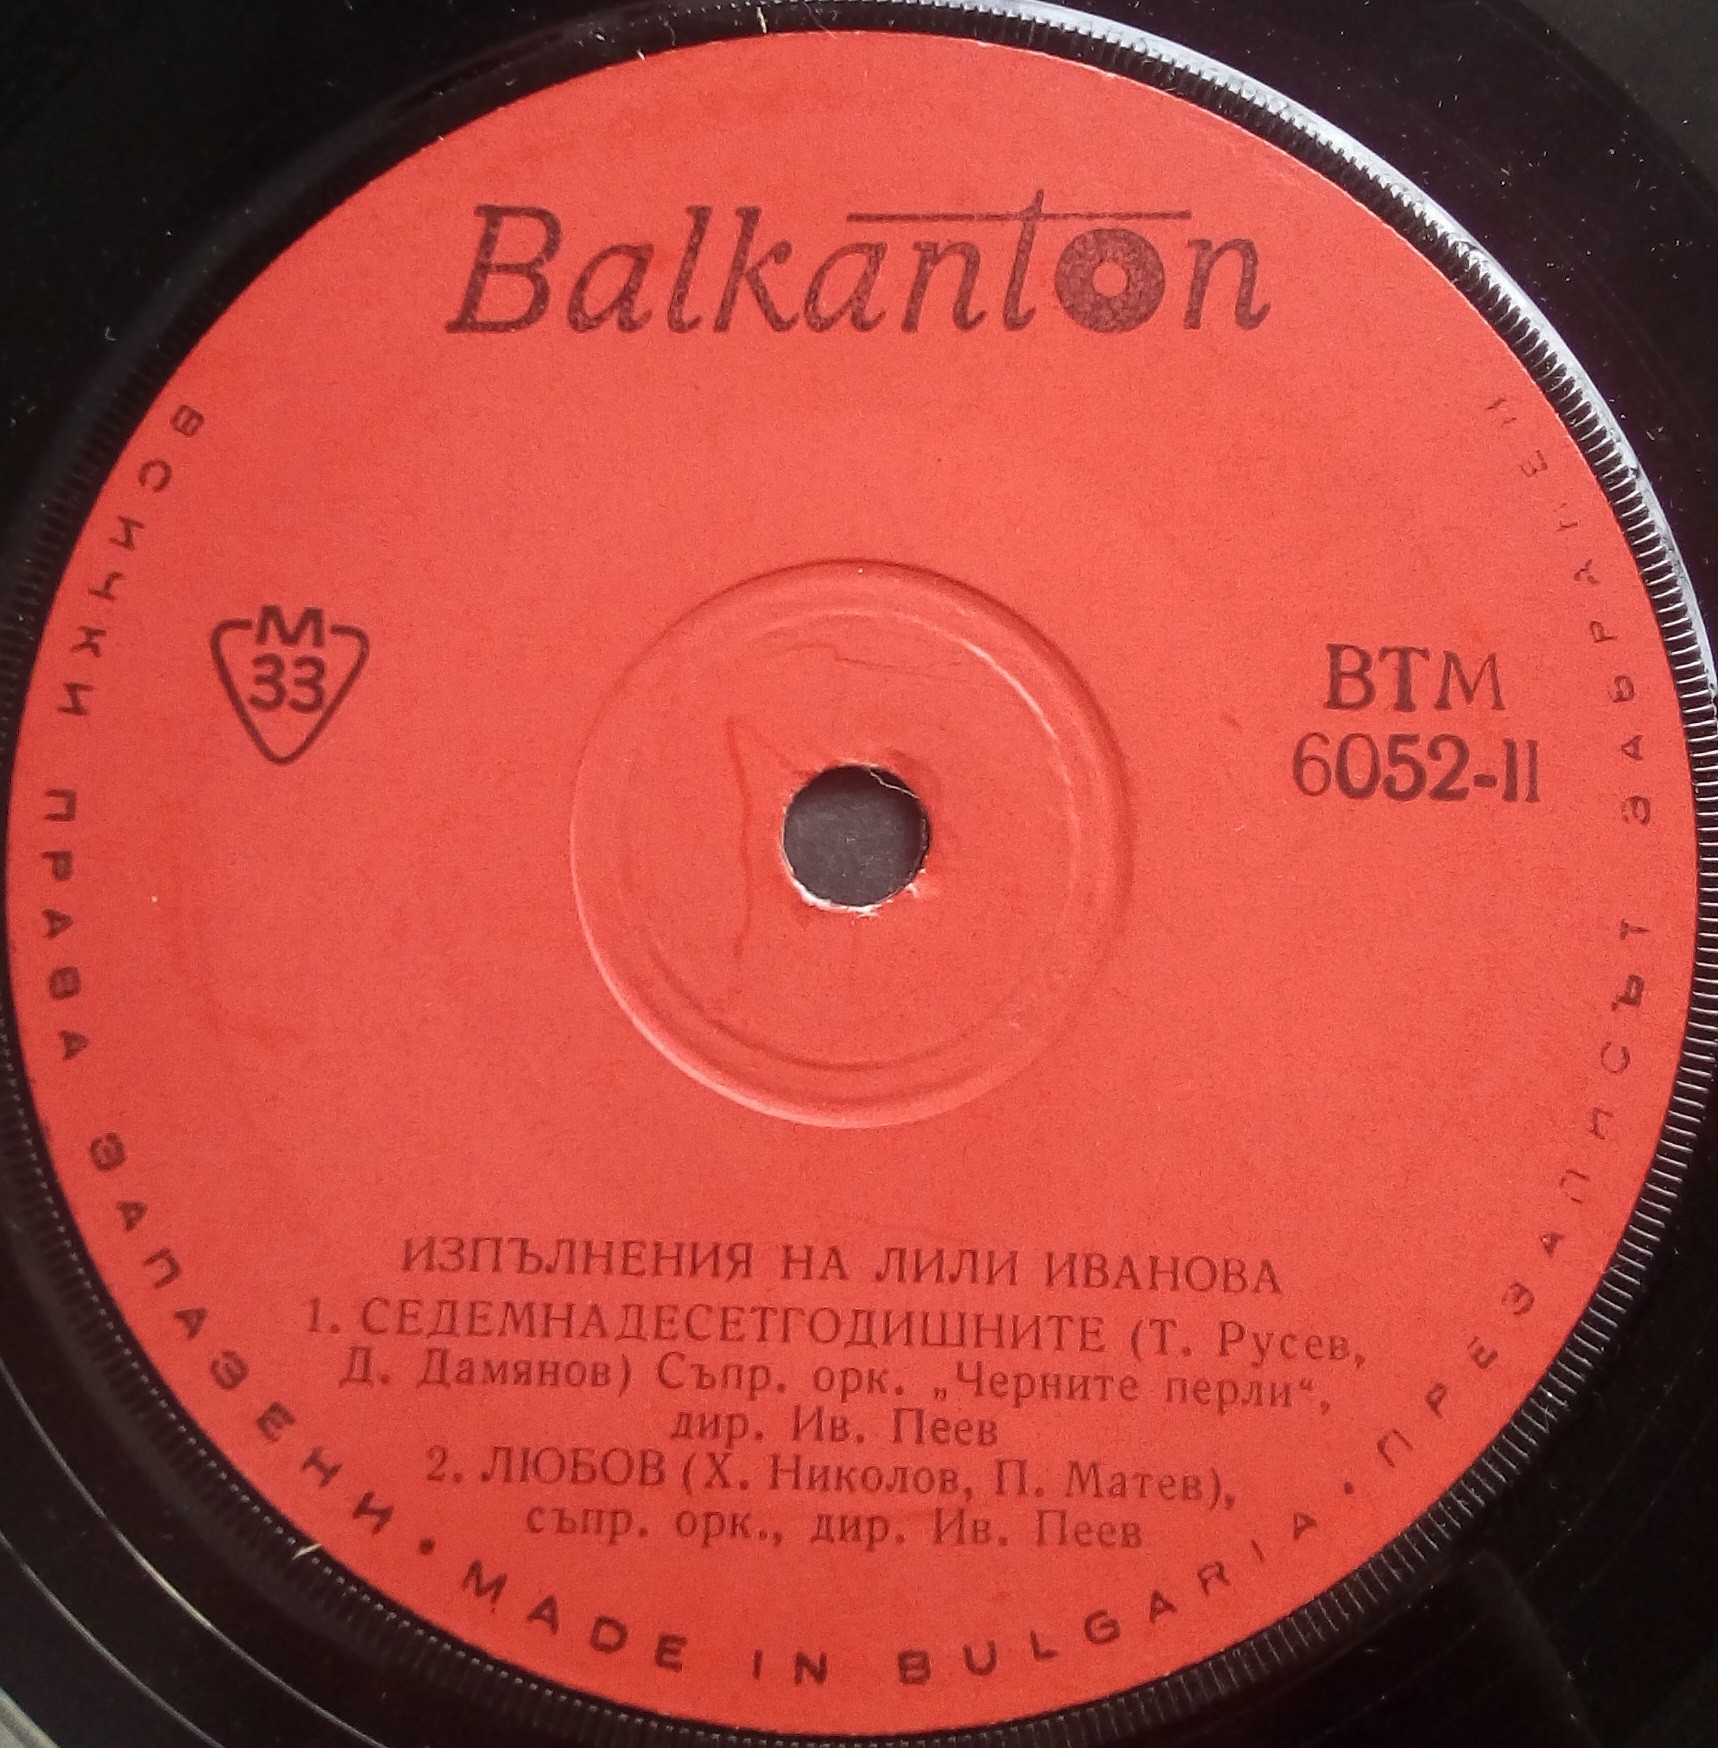 Balkanton
М
33
ВТМ
6052-II
ИЗПЪЛНЕНИЯ НА ЛИЛИ ИВАНОВА
1. СЕДЕМНАДЕСЕТГОДИШНИТЕ (Т. Русев,
Д. Дамянов) Съпр. орк. „Черните перли“,
дир. Ив. Пеев
2. ЛЮБОВ (Х. Николов, П. Матев),
съпр. орк., дир. Ив. Пеев
ВСИЧКИ ПРАВА ЗАПАЗЕНИ • MADE IN BULGARIA • ПРЕЗАПИСЪТ ЗАБРАНЕН